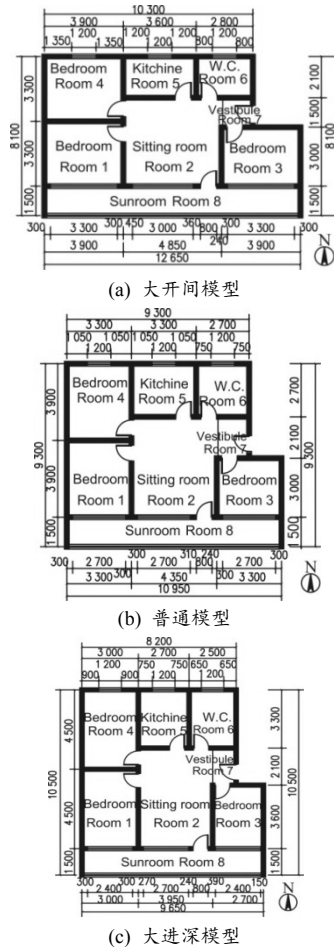 10 300
3 900 3 600 2 800
1 200 1 200 1 200
1 350 1 350 800 800
Bedroom
Room 4
Kitchine
Room 5
W.C.
Room 6
Vestibule
Room 7
Bedroom
Room 1
Sitting room
Room 2
Bedroom
Room 3
Sunroom Room 8
8 100
3 300
3 300
1 500
2 100
1 500
3 000
1 500
8 100
300 3 300 300 450 3 000 360 800 300 3 300 300
240
3 900 4 850 3 900
12 650
N
(a) 大开间模型
9 300
3 300 3 300 2 700
1 050 1 050 1 050 1 050 750 750
1 200 1 200 1 200
Bedroom
Room 4
Kitchine
Room 5
W.C.
Room 6
Vestibule
Room 7
Bedroom
Room 1
Sitting room
Room 2
Bedroom
Room 3
Sunroom Room 8
9 300
3 900
3 900
1 500
2 700
2 100
3 000
1 500
9 300
300 310 240 300
300 2 700 2 700 800 2 700
300 300
3 300 4 350 3 300
10 950
N
(b) 普通模型
8 200
3 000 2 700 2 500
1 200 750 750 650 650
900 900 1 200 1 200
Bedroom
Room 4
Kitchine
Room 5
W.C.
Room 6
Vestibule
Room 7
Bedroom
Room 1
Sitting room
Room 2
Bedroom
Room 3
Sunroom Room 8
10 500
4 500
4 500
1 500
3 300
2 100
3 600
1 500
10 500
300 300 270 240 590 150
2 400 2 700 800 2 400
3 000 3 950 2 700
9 650
N
(c) 大进深模型